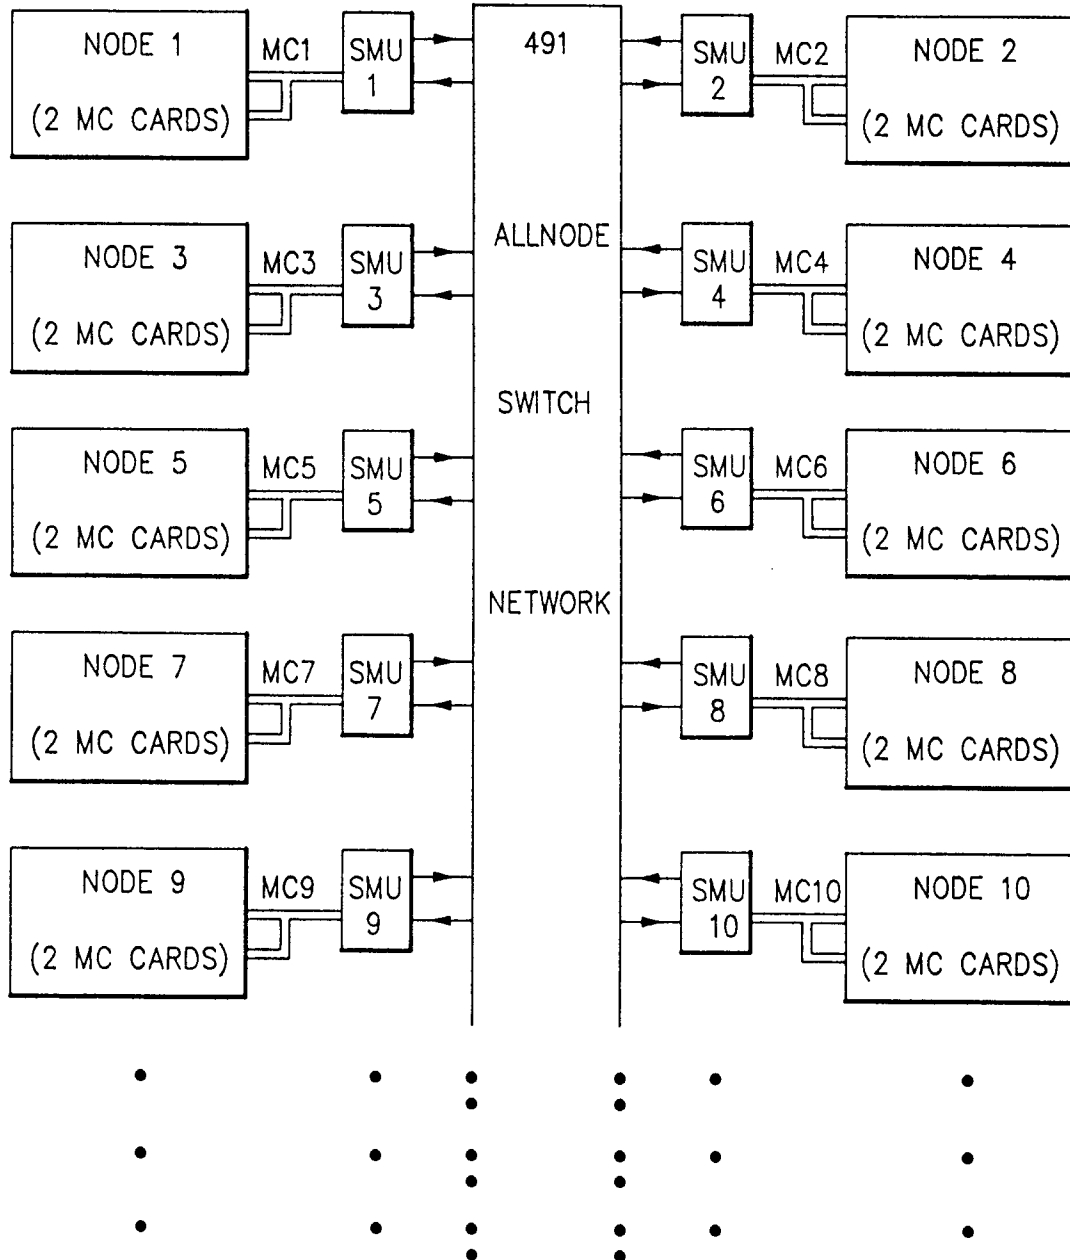 NODE 1
(2 MC CARDS)
MC1
SMU
1
491
SMU
2
MC2
NODE 2
(2 MC CARDS)
NODE 3
(2 MC CARDS)
MC3
SMU
3
ALLNODE
SMU
4
MC4
NODE 4
(2 MC CARDS)
NODE 5
(2 MC CARDS)
MC5
SMU
5
SWITCH
SMU
6
MC6
NODE 6
(2 MC CARDS)
NODE 7
(2 MC CARDS)
MC7
SMU
7
NETWORK
SMU
8
MC8
NODE 8
(2 MC CARDS)
NODE 9
(2 MC CARDS)
MC9
SMU
9
SMU
10
MC10
NODE 10
(2 MC CARDS)